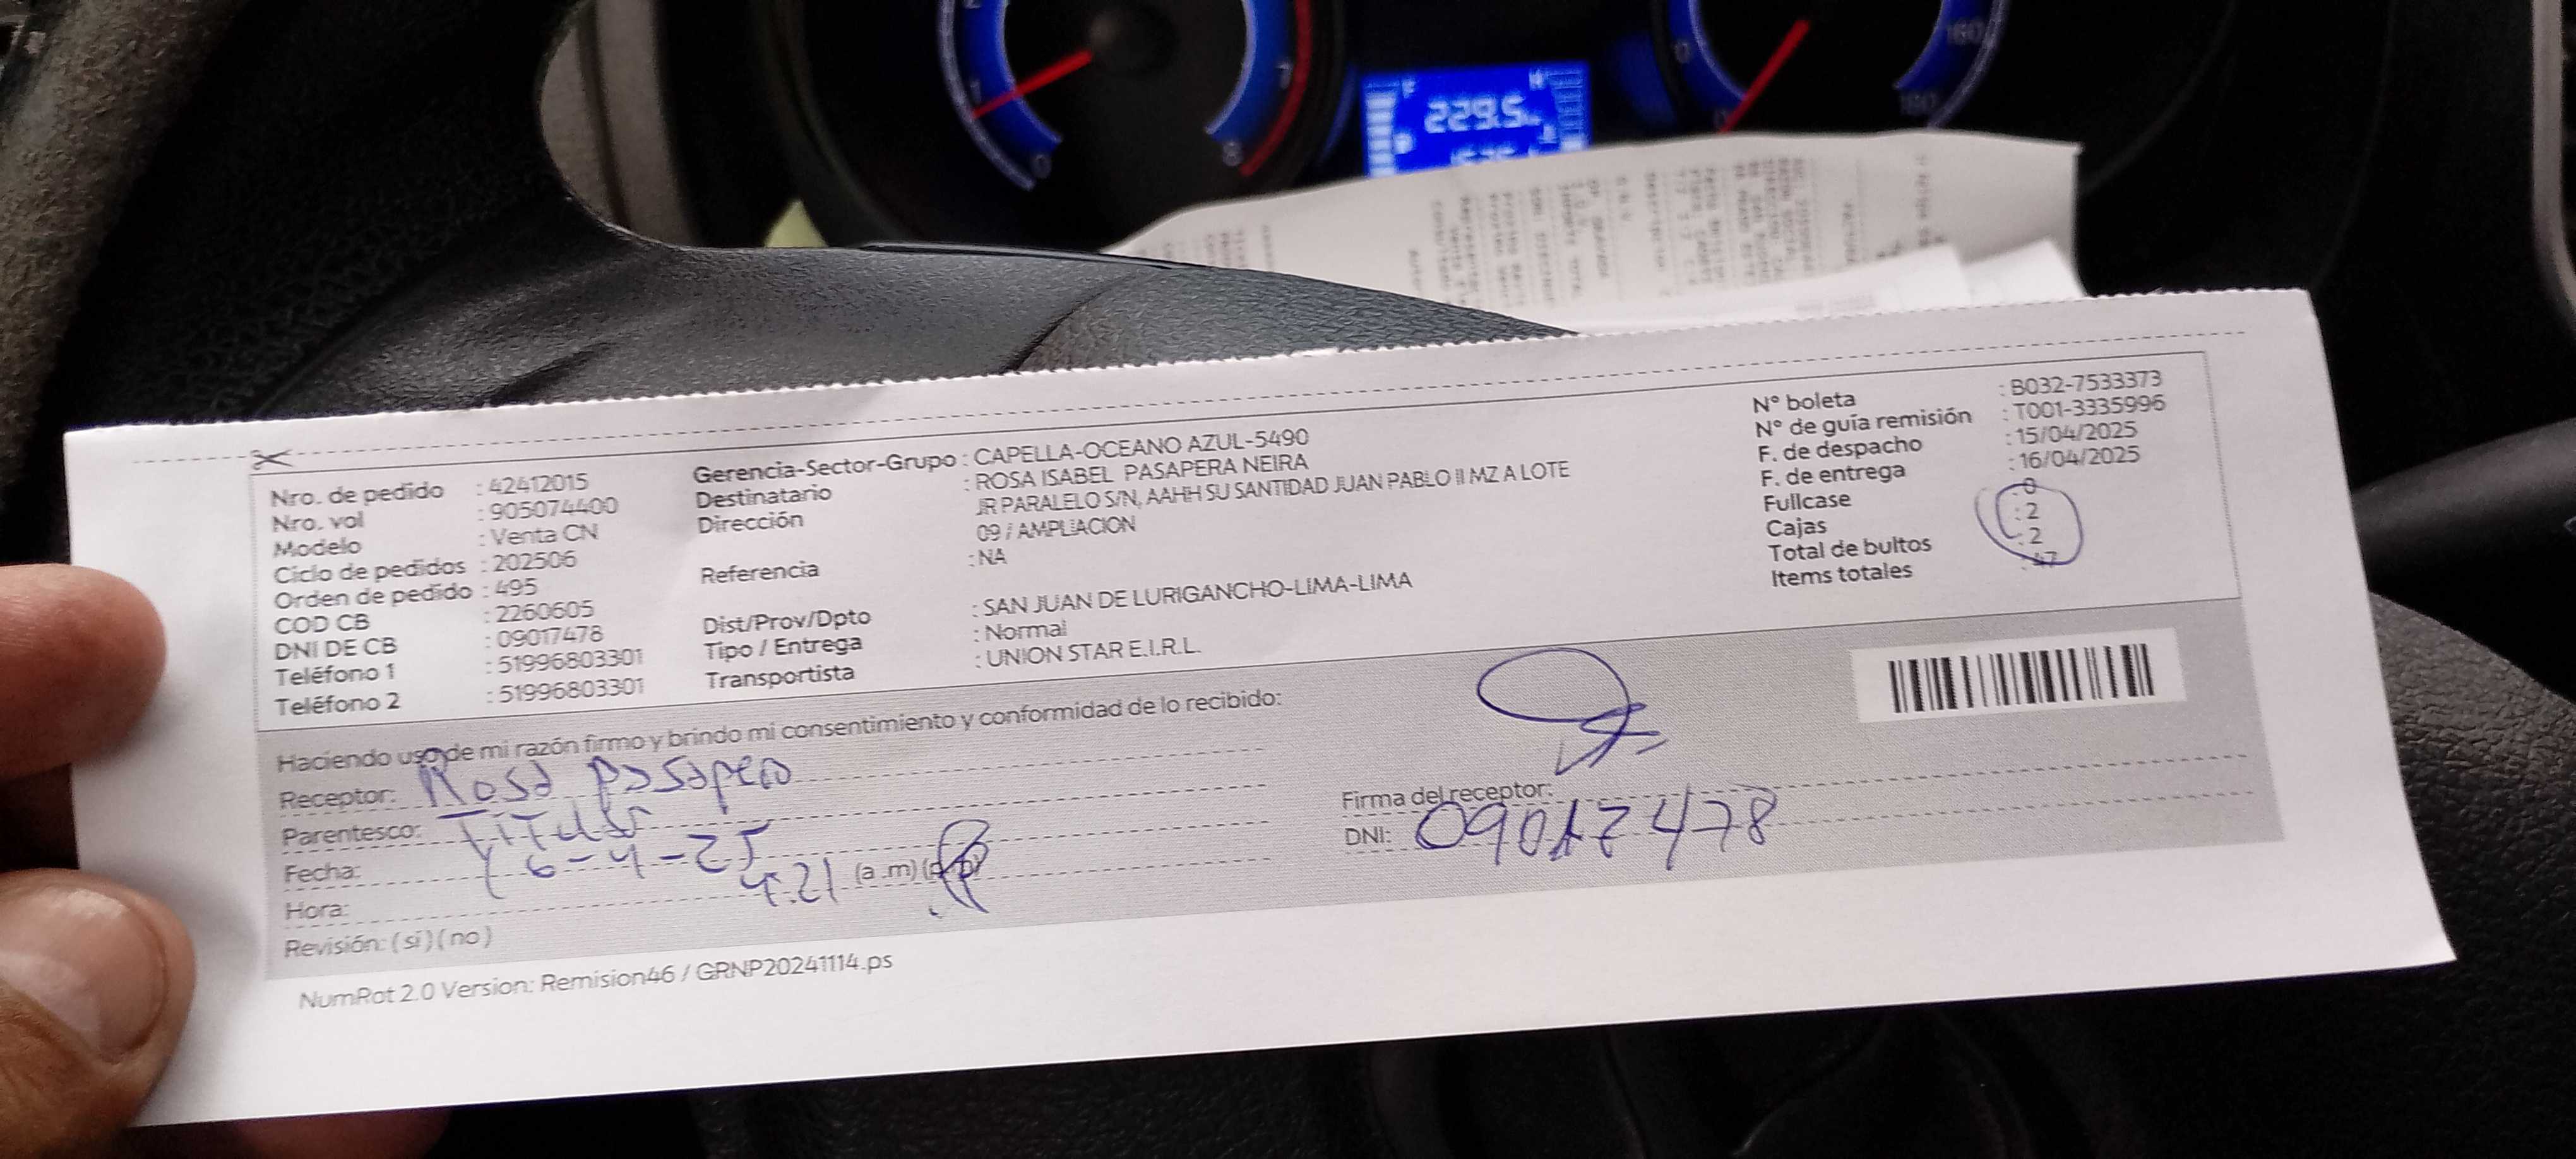 229.5
Nro. de pedido : 42412015
Nro. vol : 905074400
Modelo : Venta CN
Ciclo de pedidos : 202506
Orden de pedido : 495
COD CB : 2260605
DNI DE CB : 09017478
Teléfono 1 : 51996803301
Teléfono 2 : 51996803301
Gerencia-Sector-Grupo : CAPELLA-OCEANO AZUL-5490
Destinatario : ROSA ISABEL PASAPERA NEIRA
Dirección JR PARALELO S/N, AAHH SU SANTIDAD JUAN PABLO II MZ A LOTE
09 / AMPLIACION
Referencia : NA
Dist/Prov/Dpto : SAN JUAN DE LURIGANCHO-LIMA-LIMA
Tipo / Entrega : Normal
Transportista : UNION STAR E.I.R.L.
N° boleta : B032-7533373
N° de guía remisión : T001-3335996
F. de despacho : 15/04/2025
F. de entrega : 16/04/2025
Fullcase : 0
Cajas : 2
Total de bultos : 2
Items totales : 47
Haciendo uso de mi razón firmo y brindo mi consentimiento y conformidad de lo recibido:
Receptor: Rosa pasapera
Parentesco: Titular
Fecha: 16-4-25
Hora: 4:21 (a.m) (p.m)
Revisión: (si) (no)
Firma del receptor:
DNI: 09017478
NumRot 2.0 Version: Remision46 / GRNP20241114.ps